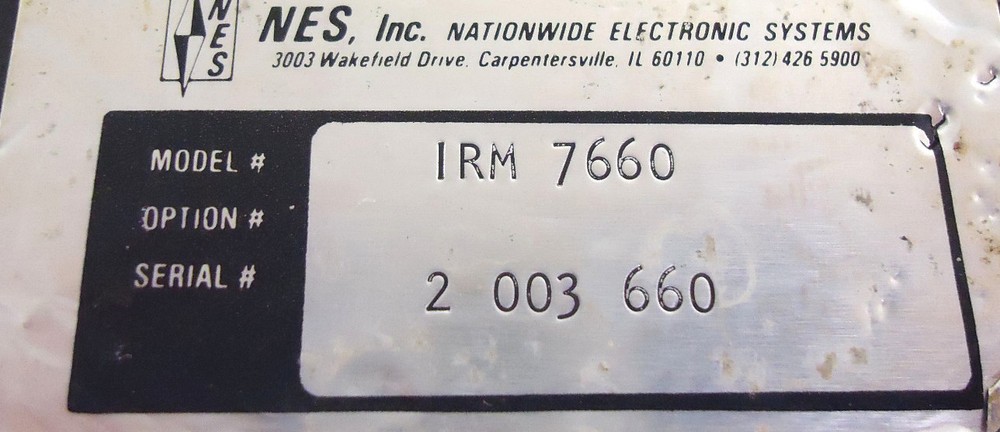 NES
NES, Inc. NATIONWIDE ELECTRONIC SYSTEMS
3003 Wakefield Drive, Carpentersville, IL 60110 • (312) 426 5900
MODEL # IRM 7660
OPTION #
SERIAL # 2 003 660